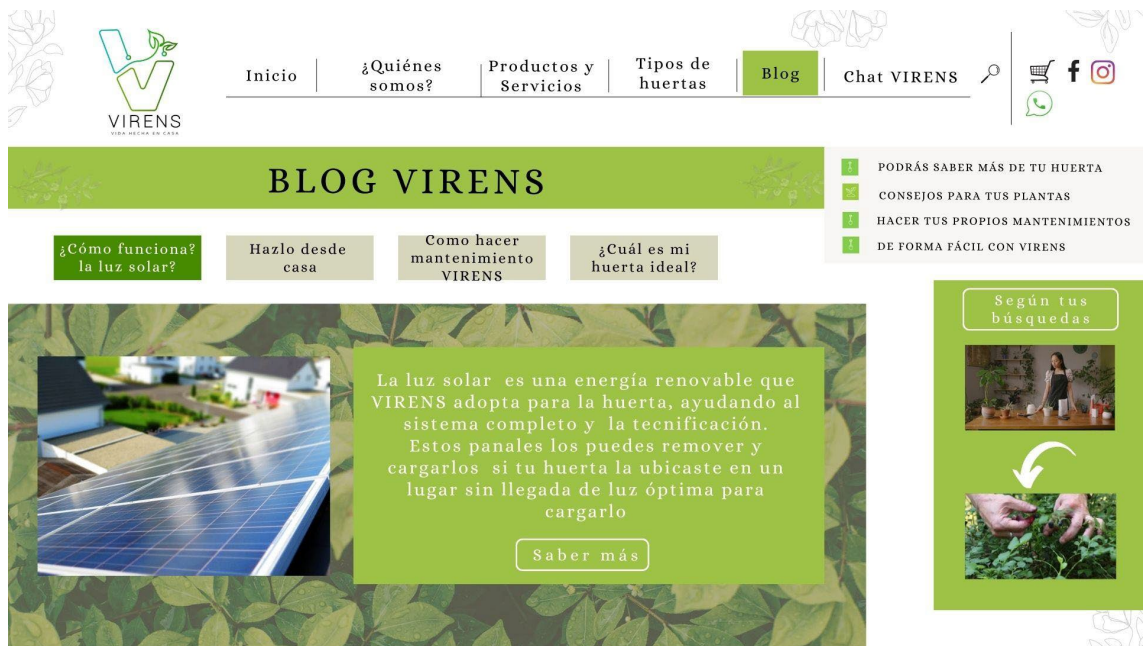 VIRENS
VIDA HECHA EN CASA
Inicio
¿Quiénes
somos?
Productos y
Servicios
Tipos de
huertas
Blog
Chat VIRENS
BLOG VIRENS
PODRÁS SABER MÁS DE TU HUERTA
CONSEJOS PARA TUS PLANTAS
HACER TUS PROPIOS MANTENIMIENTOS
DE FORMA FÁCIL CON VIRENS
¿Cómo funciona?
la luz solar?
Hazlo desde
casa
Como hacer
mantenimiento
VIRENS
¿Cuál es mi
huerta ideal?
La luz solar es una energía renovable que
VIRENS adopta para la huerta, ayudando al
sistema completo y la tecnificación.
Estos panales los puedes remover y
cargarlos si tu huerta la ubicaste en un
lugar sin llegada de luz óptima para
cargarlo
Saber más
Según tus
búsquedas